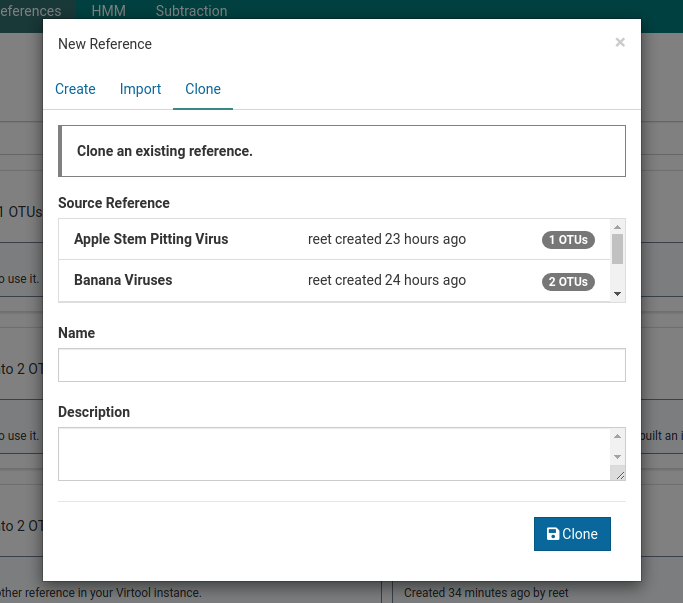 eferences HMM Subtraction
New Reference ×
Create Import Clone
Clone an existing reference.
1 OTUs
Source Reference
Apple Stem Pitting Virus reet created 23 hours ago 1 OTUs
o use it.
Banana Viruses reet created 24 hours ago 2 OTUs
Name
nto 2 OT
Description
o use it.
built an i
nto 2 OT
Clone
other reference in your Virtool instance.
Created 34 minutes ago by reet